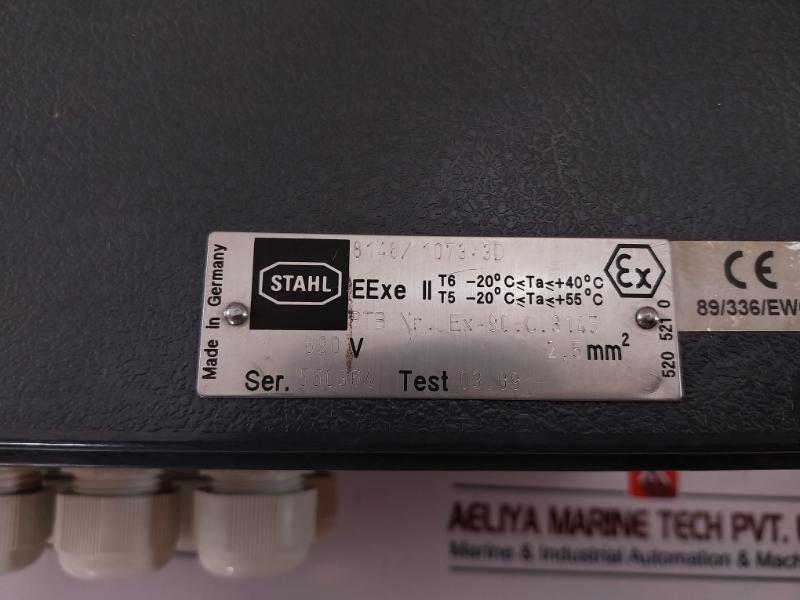 Made in Germany
STAHL
8146/ 1073-3D
EExe II T6 -20°C≤Ta≤+40°C
T5 -20°C≤Ta≤+55°C
Ex
PTB Nr. Ex-90.C.3145
V 2,5 mm²
Ser. Test
520 521 0
CE
89/336/EWG
AELIYA MARINE TECH PVT.
Marine & Industrial Automation &